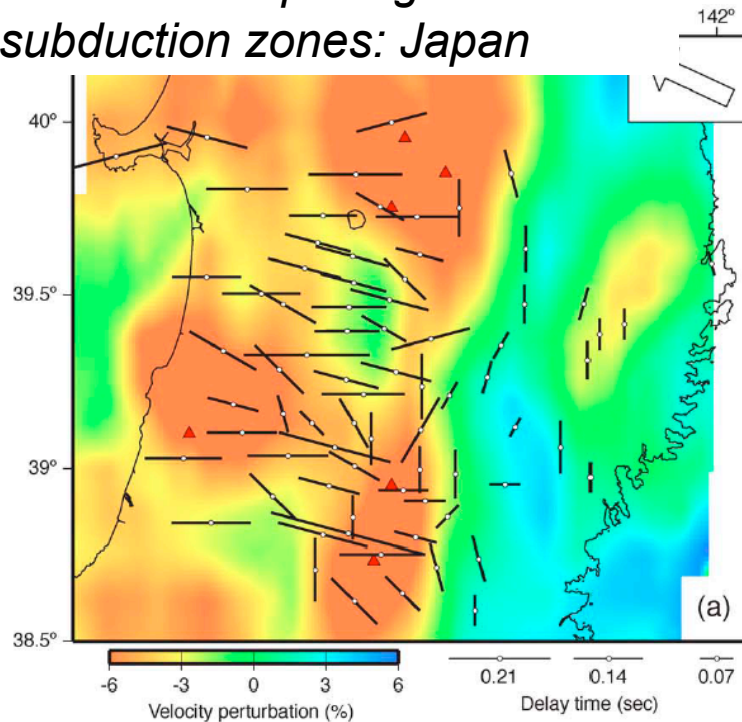 subduction zones: Japan
142°
40°
39.5°
39°
38.5°
(a)
-6 -3 0 3 6
Velocity perturbation (%)
0.21 0.14 0.07
Delay time (sec)